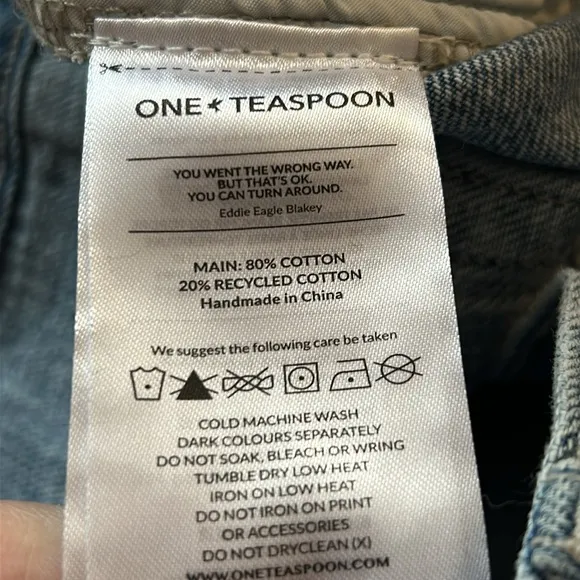 ONE TEASPOON
YOU WENT THE WRONG WAY.
BUT THAT'S OK.
YOU CAN TURN AROUND.
Eddie Eagle Blakey
MAIN: 80% COTTON
20% RECYCLED COTTON
Handmade in China
We suggest the following care be taken
COLD MACHINE WASH
DARK COLOURS SEPARATELY
DO NOT SOAK, BLEACH OR WRING
TUMBLE DRY LOW HEAT
IRON ON LOW HEAT
DO NOT IRON ON PRINT
OR ACCESSORIES
DO NOT DRYCLEAN (X)
WWW.ONETEASPOON.COM